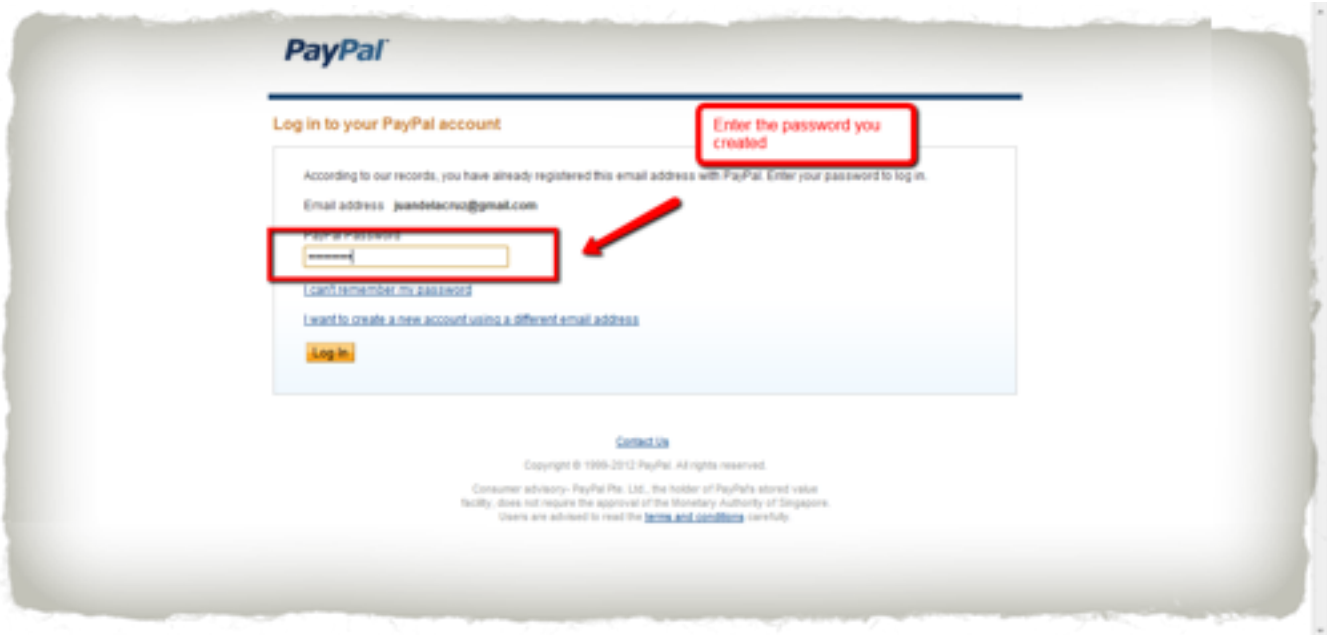 PayPal
Log in to your PayPal account
Enter the password you
created
According to our records, you have already registered this email address with PayPal. Enter your password to log in.
Email address juandelacruz@gmail.com
PayPal Password
I can't remember my password
I want to create a new account using a different email address
Log In
Contact Us
Copyright © 1999-2012 PayPal. All rights reserved.
Consumer advisory- PayPal Pte. Ltd., the holder of PayPal's stored value
facility, does not require the approval of the Monetary Authority of Singapore.
Users are advised to read the terms and conditions carefully.